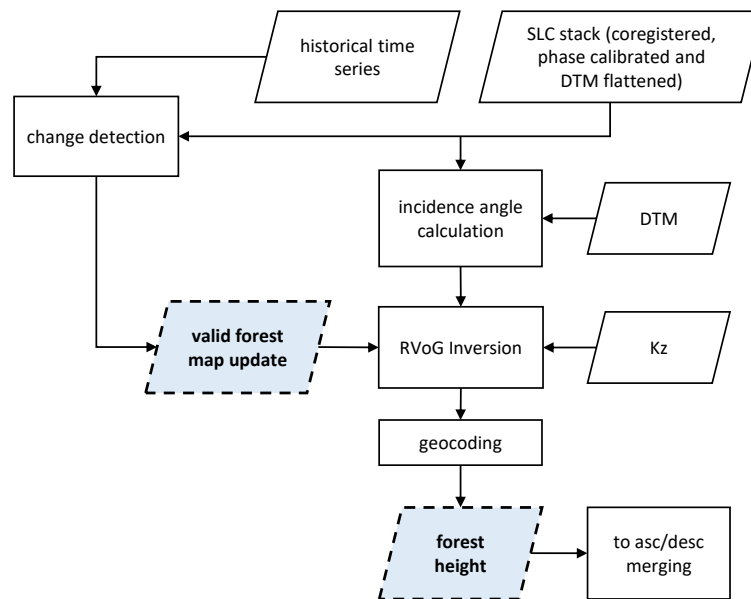 historical time
series
SLC stack (coregistered,
phase calibrated and
DTM flattened)
change detection
incidence angle
calculation
DTM
valid forest
map update
RVoG Inversion
Kz
geocoding
forest
height
to asc/desc
merging